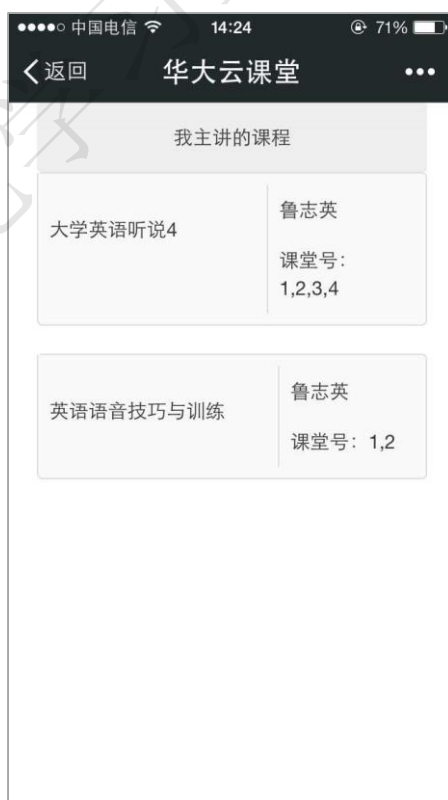 中国电信 14:24 71%
返回 华大云课堂
我主讲的课程
大学英语听说4
鲁志英
课堂号：
1,2,3,4
英语语音技巧与训练
鲁志英
课堂号：1,2